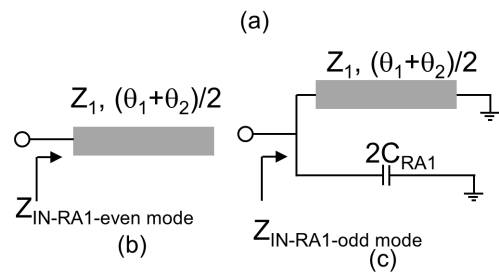 (a)
Z1, (θ1+θ2)/2
ZIN-RA1-even mode
(b)
Z1, (θ1+θ2)/2
2CRA1
ZIN-RA1-odd mode
(c)